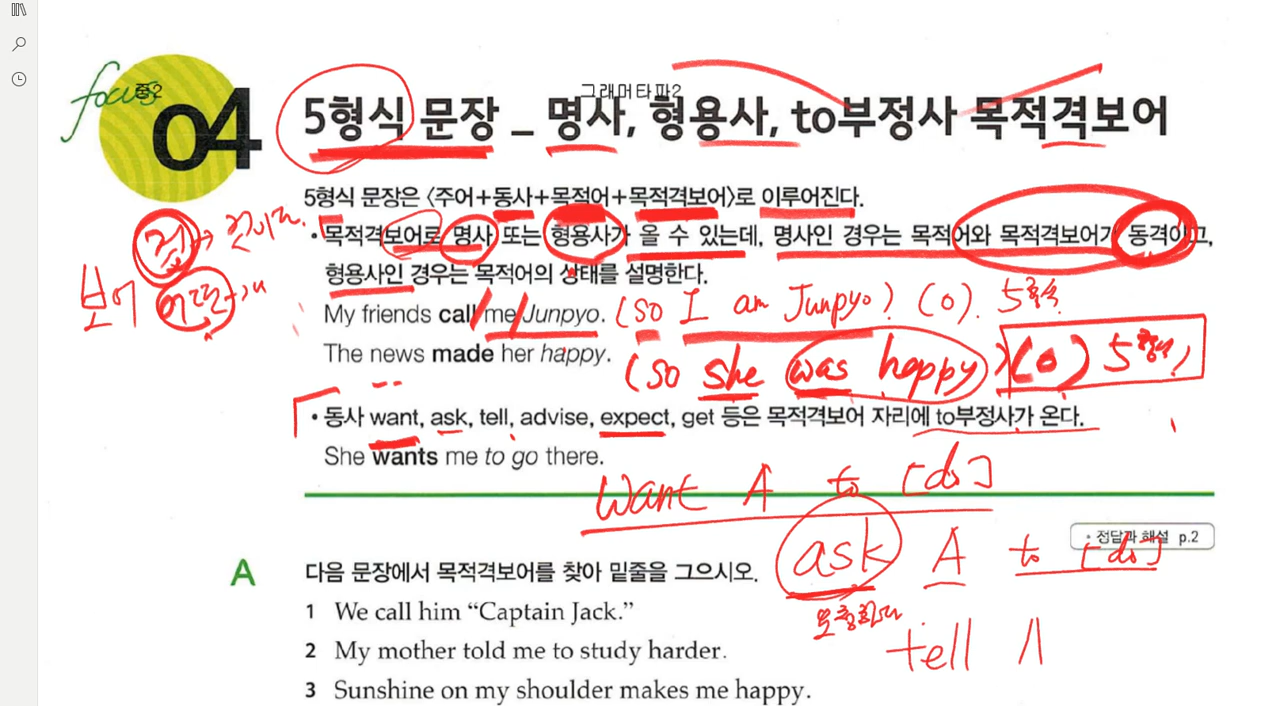 focus
04
중2
그래머타파2
5형식 문장 _ 명사, 형용사, to부정사 목적격보어
5형식 문장은 〈주어+동사+목적어+목적격보어〉로 이루어진다.
• 목적격보어로 명사 또는 형용사가 올 수 있는데, 명사인 경우는 목적어와 목적격보어가 동격이고,
형용사인 경우는 목적어의 상태를 설명한다.
보어
My friends call me Junpyo. (so I am Junpyo) (o). 5형식
The news made her happy. (so she was happy) (o) 5형식
• 동사 want, ask, tell, advise, expect, get 등은 목적격보어 자리에 to부정사가 온다.
She wants me to go there.
want A to [do]
ask A to [do]
요청하다
tell A
• 정답과 해설 p.2
A 다음 문장에서 목적격보어를 찾아 밑줄을 그으시오.
1 We call him “Captain Jack.”
2 My mother told me to study harder.
3 Sunshine on my shoulder makes me happy.